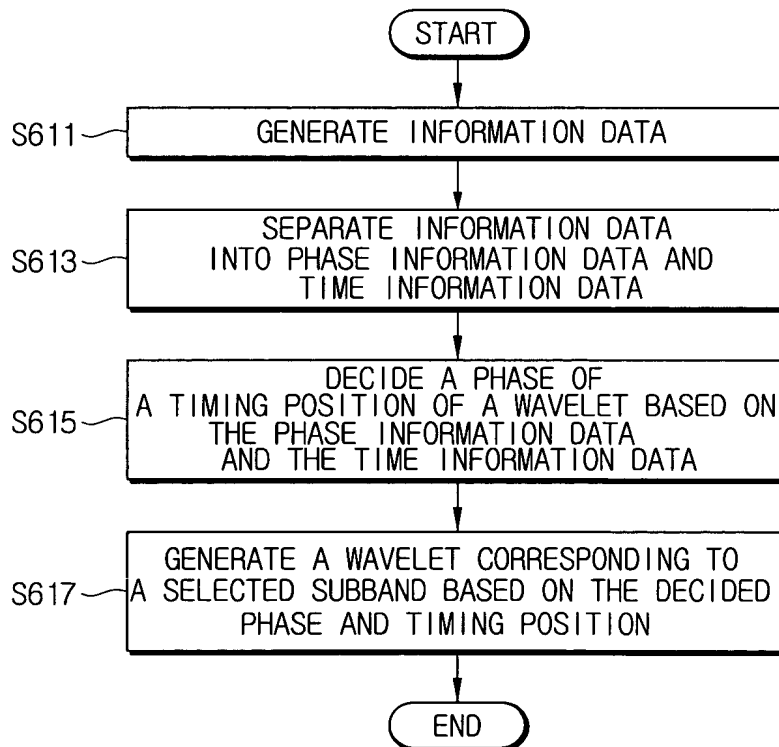 START
S611
GENERATE INFORMATION DATA
S613
SEPARATE INFORMATION DATA
INTO PHASE INFORMATION DATA AND
TIME INFORMATION DATA
S615
DECIDE A PHASE OF
A TIMING POSITION OF A WAVELET BASED ON
THE PHASE INFORMATION DATA
AND THE TIME INFORMATION DATA
S617
GENERATE A WAVELET CORRESPONDING TO
A SELECTED SUBBAND BASED ON THE DECIDED
PHASE AND TIMING POSITION
END